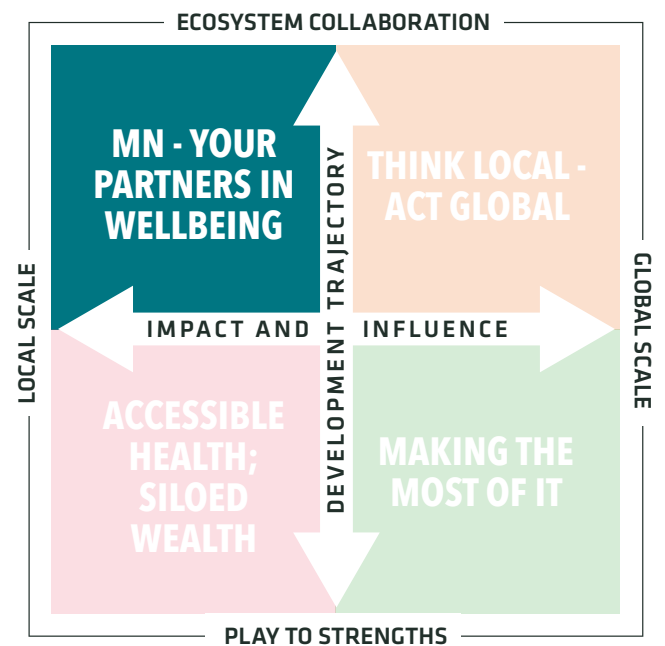 ECOSYSTEM COLLABORATION
MN - YOUR
PARTNERS IN
WELLBEING
THINK LOCAL -
ACT GLOBAL
DEVELOPMENT TRAJECTORY
LOCAL SCALE
IMPACT AND INFLUENCE
GLOBAL SCALE
ACCESSIBLE
HEALTH;
SILOED
WEALTH
MAKING THE
MOST OF IT
PLAY TO STRENGTHS